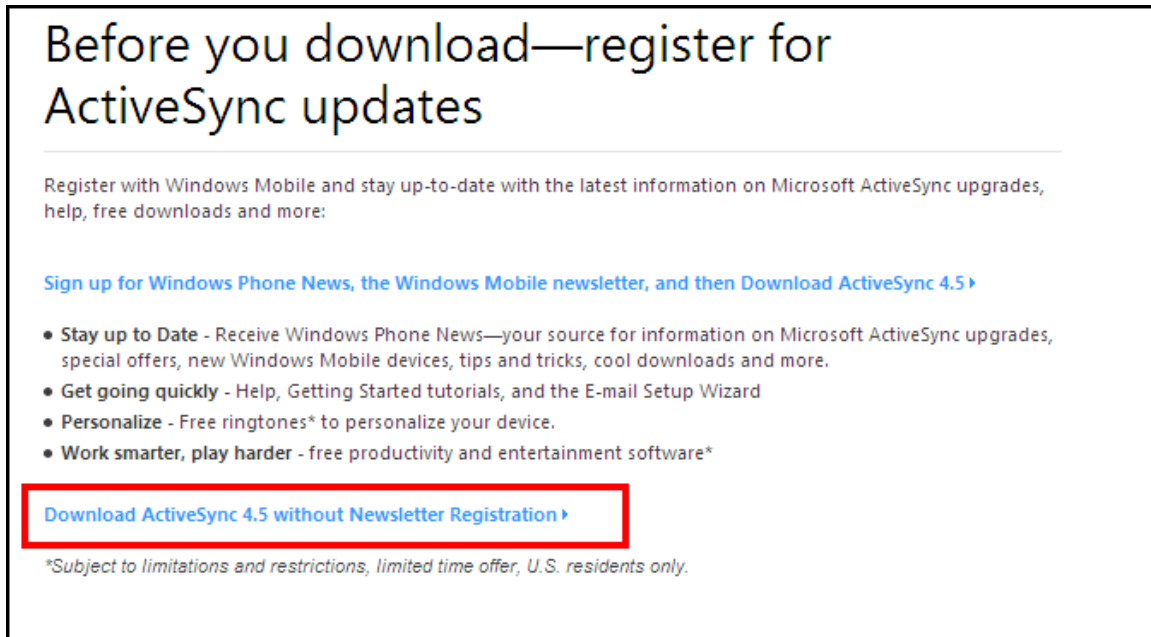 Before you download—register for
ActiveSync updates
Register with Windows Mobile and stay up-to-date with the latest information on Microsoft ActiveSync upgrades,
help, free downloads and more:
Sign up for Windows Phone News, the Windows Mobile newsletter, and then Download ActiveSync 4.5
• Stay up to Date - Receive Windows Phone News—your source for information on Microsoft ActiveSync upgrades,
special offers, new Windows Mobile devices, tips and tricks, cool downloads and more.
• Get going quickly - Help, Getting Started tutorials, and the E-mail Setup Wizard
• Personalize - Free ringtones* to personalize your device.
• Work smarter, play harder - free productivity and entertainment software*
Download ActiveSync 4.5 without Newsletter Registration
*Subject to limitations and restrictions, limited time offer, U.S. residents only.